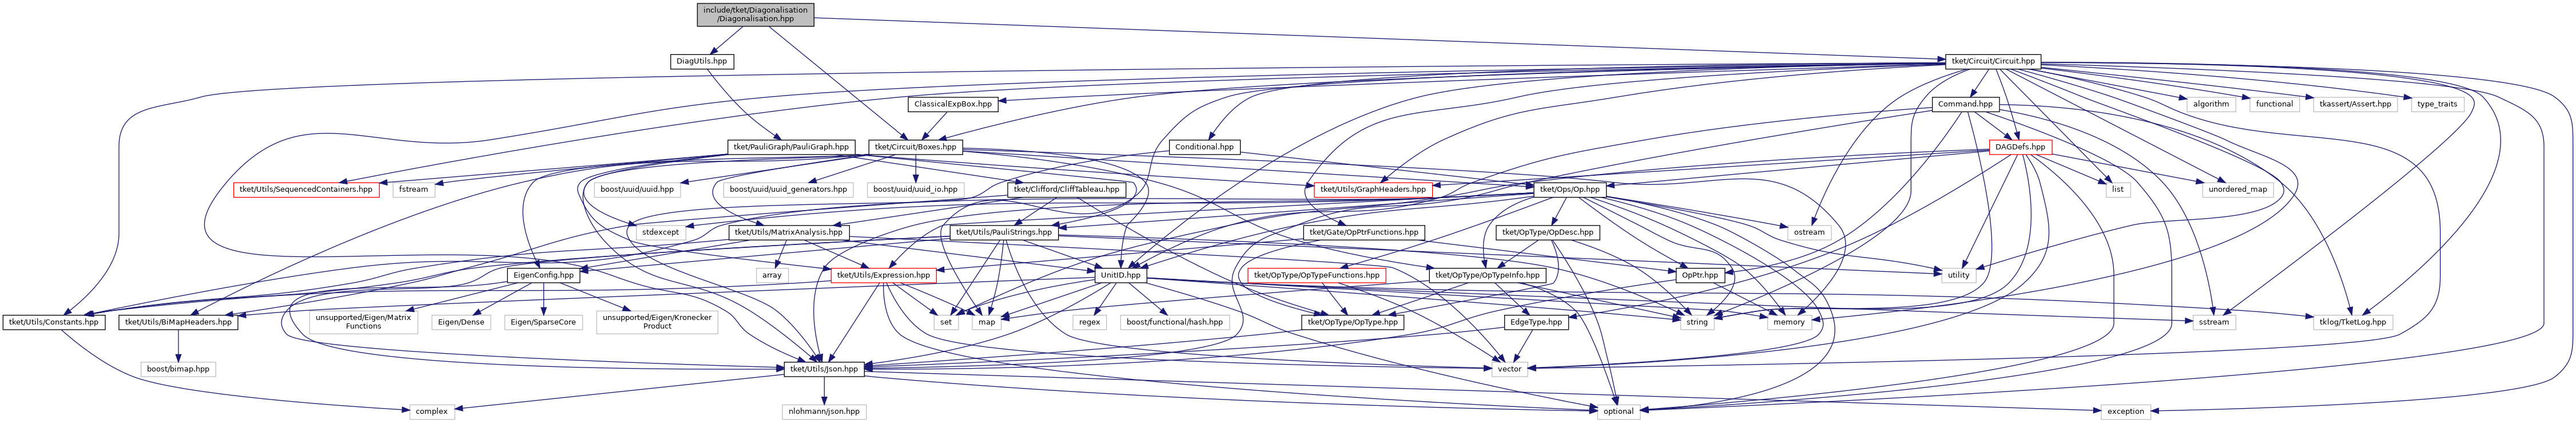 include/tket/Diagonalisation
/Diagonalisation.hpp
DiagUtils.hpp
tket/Circuit/Circuit.hpp
ClassicalExpBox.hpp
Command.hpp
algorithm
functional
tkassert/Assert.hpp
type_traits
tket/PauliGraph/PauliGraph.hpp
tket/Circuit/Boxes.hpp
Conditional.hpp
DAGDefs.hpp
tket/Utils/SequencedContainers.hpp
fstream
boost/uuid/uuid.hpp
boost/uuid/uuid_generators.hpp
boost/uuid/uuid_io.hpp
tket/Clifford/CliffTableau.hpp
tket/Utils/GraphHeaders.hpp
tket/Ops/Op.hpp
list
unordered_map
stdexcept
tket/Utils/MatrixAnalysis.hpp
tket/Utils/PauliStrings.hpp
tket/Gate/OpPtrFunctions.hpp
tket/OpType/OpDesc.hpp
ostream
array
EigenConfig.hpp
tket/Utils/Expression.hpp
UnitID.hpp
tket/OpType/OpTypeFunctions.hpp
tket/OpType/OpTypeInfo.hpp
OpPtr.hpp
utility
tket/Utils/Constants.hpp
tket/Utils/BiMapHeaders.hpp
unsupported/Eigen/Matrix
Functions
Eigen/Dense
Eigen/SparseCore
unsupported/Eigen/Kronecker
Product
set
map
regex
boost/functional/hash.hpp
tket/OpType/OpType.hpp
EdgeType.hpp
string
memory
sstream
tklog/TketLog.hpp
boost/bimap.hpp
tket/Utils/Json.hpp
vector
complex
nlohmann/json.hpp
optional
exception